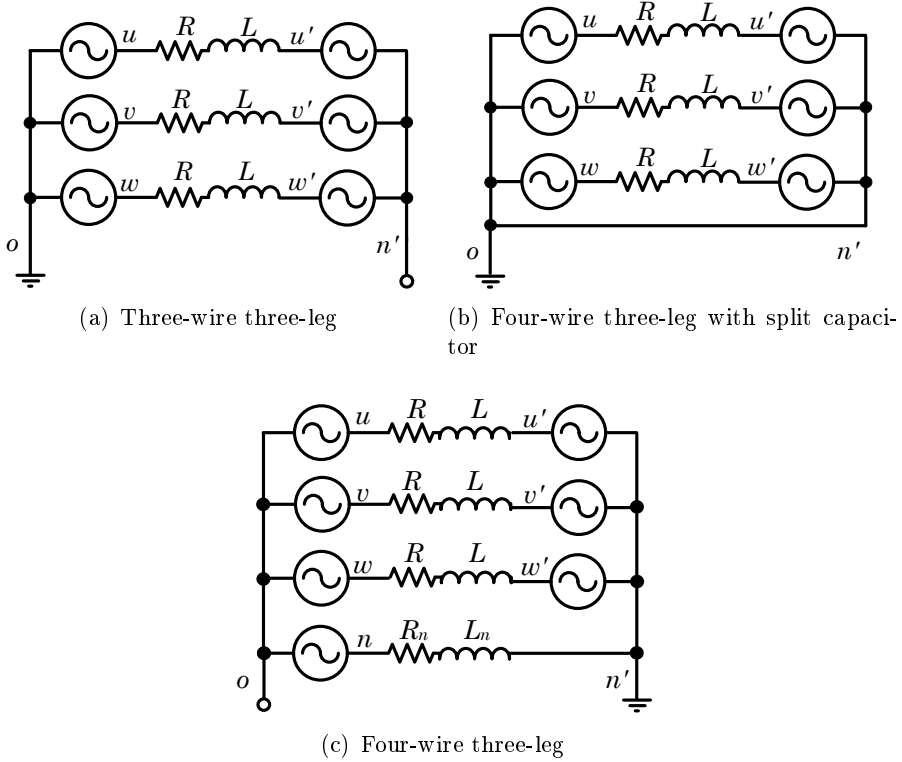 u R L u′
v R L v′
w R L w′
o n′
(a) Three-wire three-leg
u R L u′
v R L v′
w R L w′
o n′
(b) Four-wire three-leg with split capaci-
tor
u R L u′
v R L v′
w R L w′
n Rn Ln
o n′
(c) Four-wire three-leg